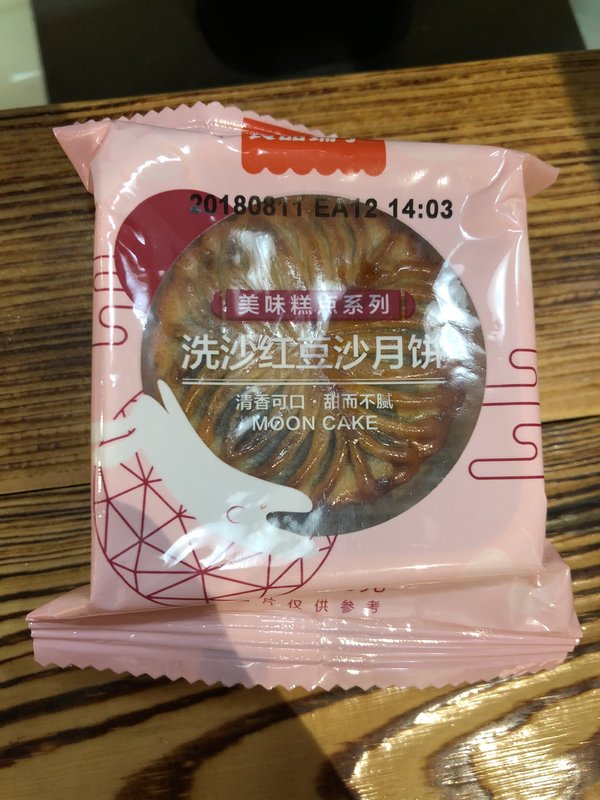 20180811 EA12 14:03
美味糕点系列
洗沙红豆沙月饼
清香可口·甜而不腻
MOON CAKE
片仅供参考